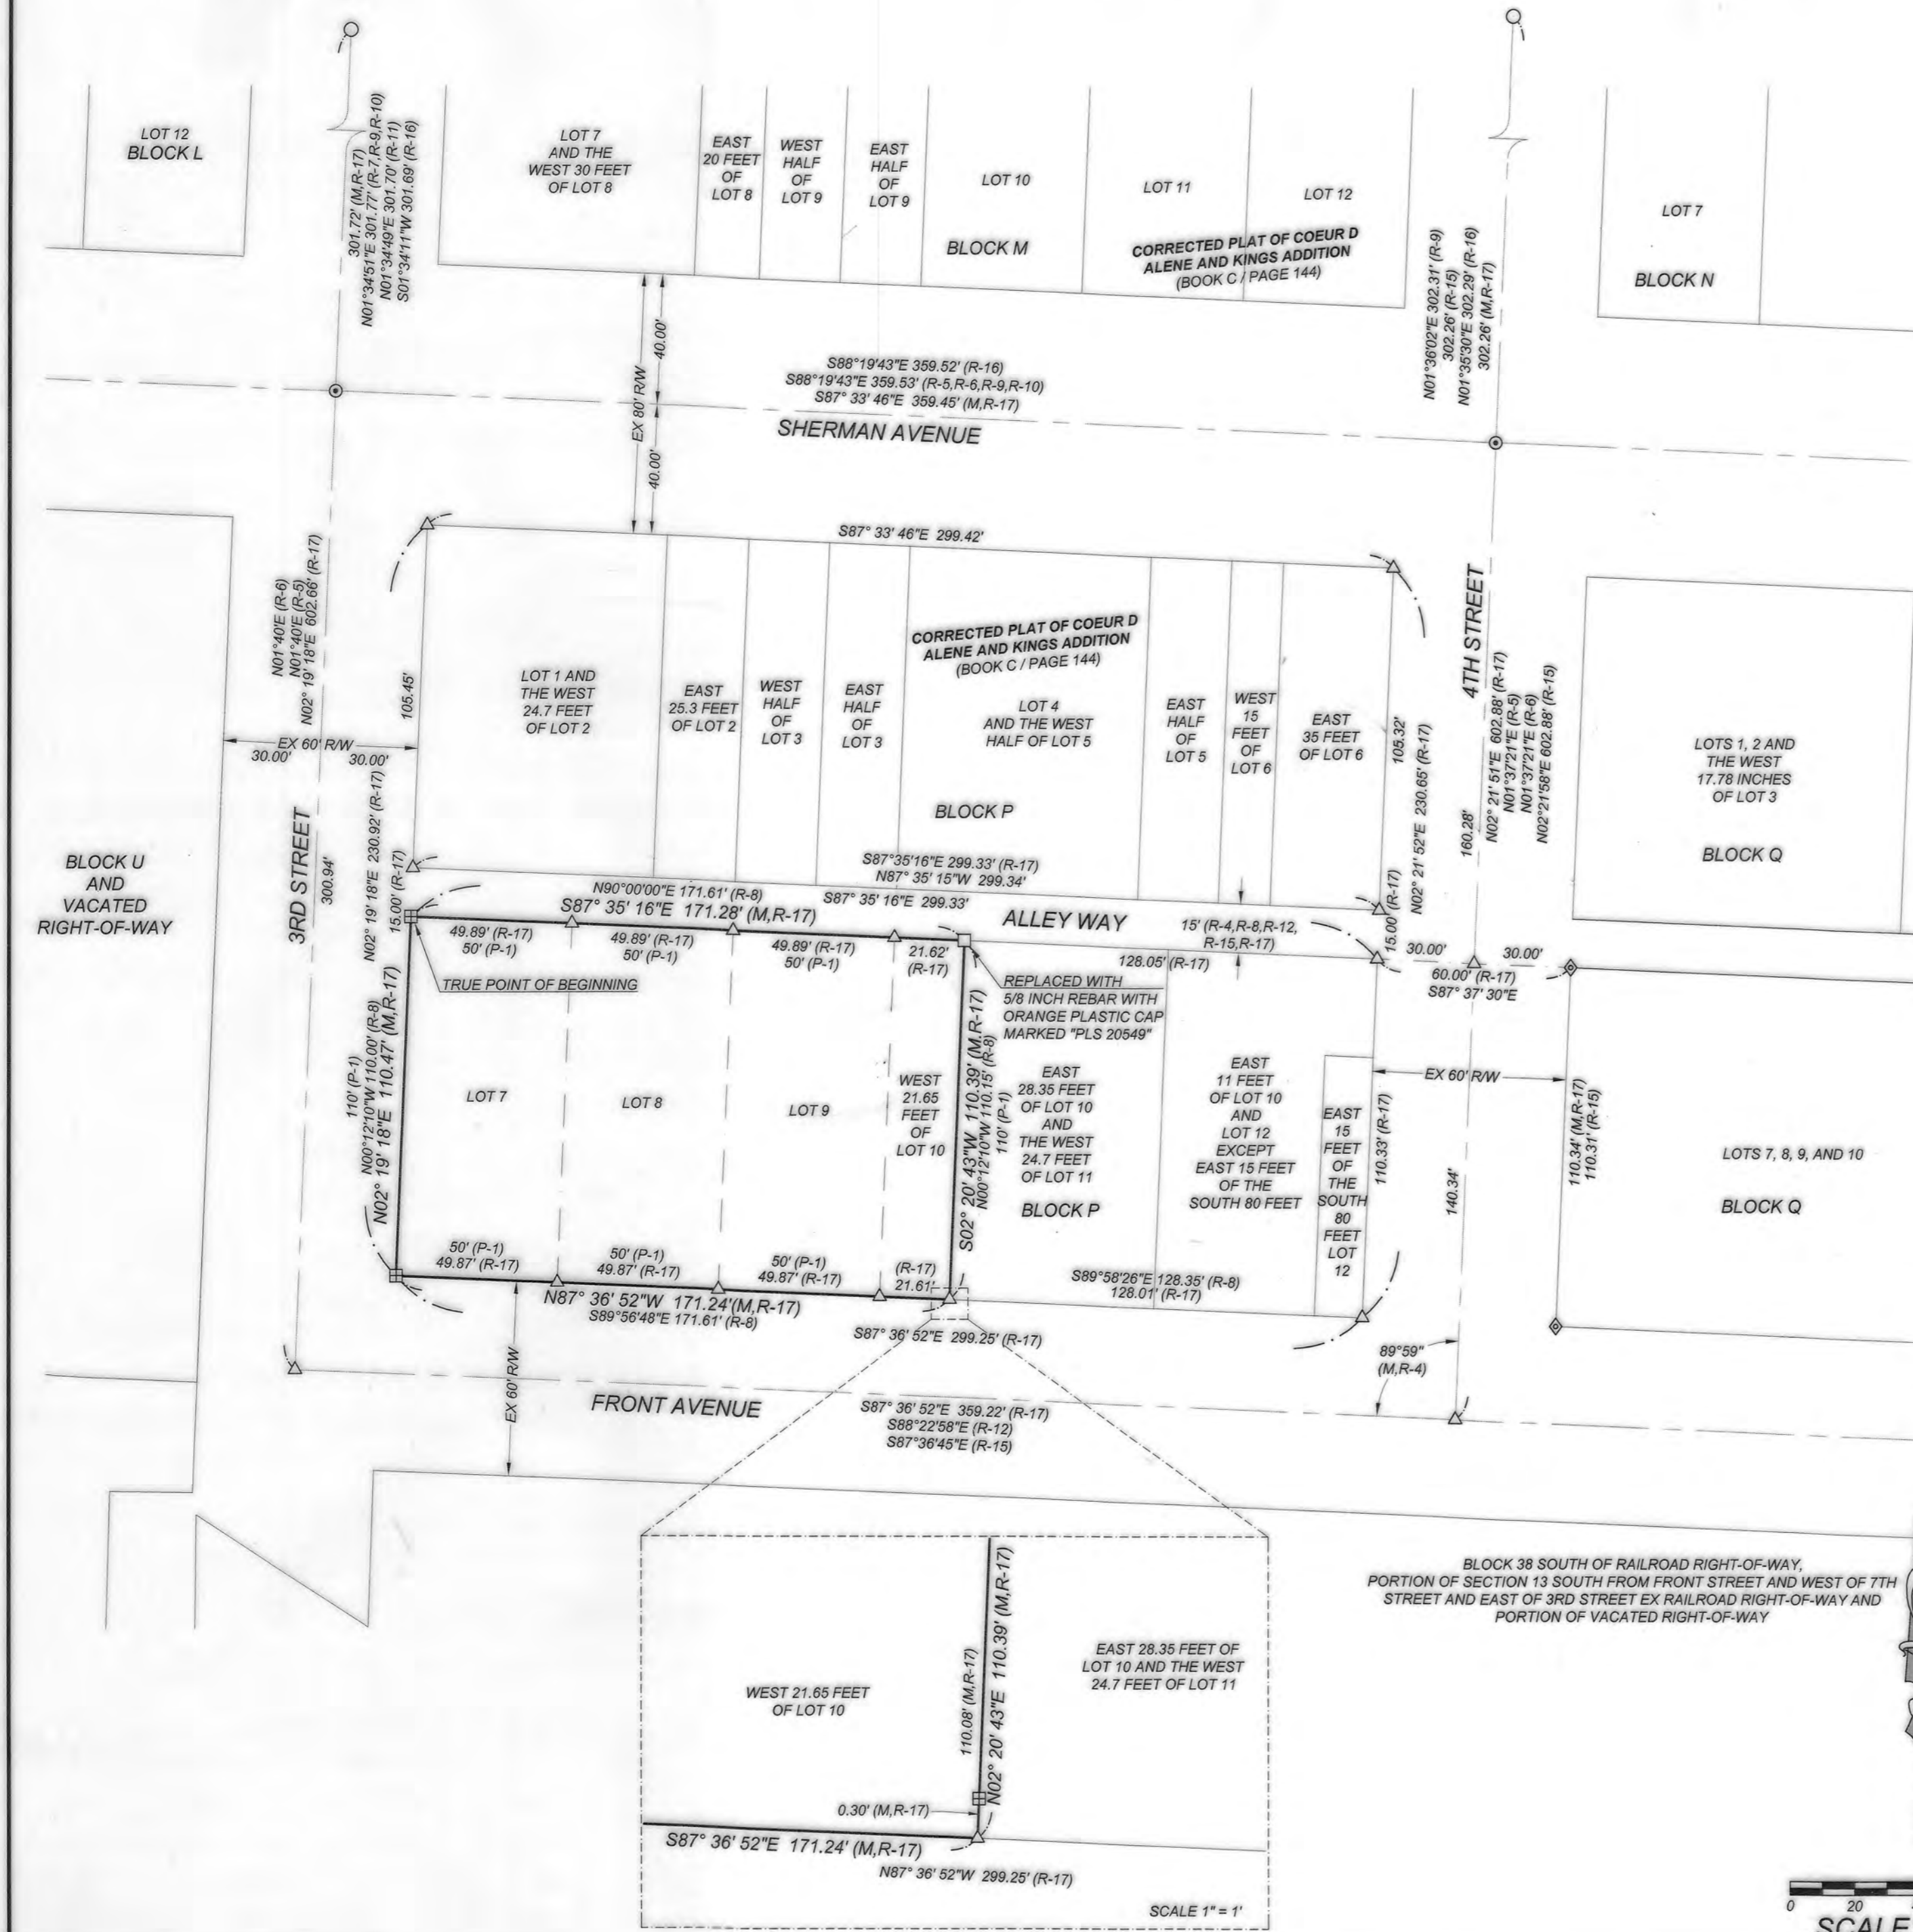 LOT 12
BLOCK L
301.72' (M,R-17)
N01°34'51"E 301.77' (R-7,R-9,R-10)
N01°34'49"E 301.70' (R-11)
S01°34'11"W 301.69' (R-16)
LOT 7
AND THE
WEST 30 FEET
OF LOT 8
EAST
20 FEET
OF
LOT 8
WEST
HALF
OF
LOT 9
EAST
HALF
OF
LOT 9
LOT 10
LOT 11
LOT 12
BLOCK M
CORRECTED PLAT OF COEUR D
ALENE AND KINGS ADDITION
(BOOK C / PAGE 144)
N01°36'02"E 302.31' (R-9)
302.26' (R-15)
N01°35'30"E 302.29' (R-16)
302.26' (M,R-17)
LOT 7
BLOCK N
EX 80' R/W
40.00'
40.00'
S88°19'43"E 359.52' (R-16)
S88°19'43"E 359.53' (R-5,R-6,R-9,R-10)
S87° 33' 46"E 359.45' (M,R-17)
SHERMAN AVENUE
S87° 33' 46"E 299.42'
N01°40'E (R-6)
N01°40'E (R-5)
N02° 19' 18"E 602.66' (R-17)
105.45'
LOT 1 AND
THE WEST
24.7 FEET
OF LOT 2
EAST
25.3 FEET
OF LOT 2
WEST
HALF
OF
LOT 3
EAST
HALF
OF
LOT 3
CORRECTED PLAT OF COEUR D
ALENE AND KINGS ADDITION
(BOOK C / PAGE 144)
LOT 4
AND THE WEST
HALF OF LOT 5
EAST
HALF
OF
LOT 5
WEST
15
FEET
OF
LOT 6
EAST
35 FEET
OF LOT 6
BLOCK P
105.32'
N02° 21' 52"E 230.65' (R-17)
4TH STREET
160.28'
N02° 21' 51"E 602.88' (R-17)
N01°37'21"E (R-5)
N01°37'21"E (R-6)
N02°21'58"E 602.88' (R-15)
LOTS 1, 2 AND
THE WEST
17.78 INCHES
OF LOT 3
BLOCK Q
EX 60' R/W
30.00'
30.00'
3RD STREET
300.94'
N02° 19' 18"E 230.92' (R-17)
15.00' (R-17)
BLOCK U
AND
VACATED
RIGHT-OF-WAY
S87°35'16"E 299.33' (R-17)
N87° 35' 15"W 299.34'
N90°00'00"E 171.61' (R-8)
S87° 35' 16"E 299.33'
S87° 35' 16"E 171.28' (M,R-17)
ALLEY WAY
15' (R-4,R-8,R-12,
R-15,R-17)
15.00' (R-17)
30.00'
30.00'
60.00' (R-17)
S87° 37' 30"E
49.89' (R-17)
50' (P-1)
49.89' (R-17)
50' (P-1)
49.89' (R-17)
50' (P-1)
21.62'
(R-17)
128.05' (R-17)
TRUE POINT OF BEGINNING
REPLACED WITH
5/8 INCH REBAR WITH
ORANGE PLASTIC CAP
MARKED "PLS 20549"
110' (P-1)
N00°12'10"W 110.00' (R-8)
N02° 19' 18"E 110.47' (M,R-17)
LOT 7
LOT 8
LOT 9
WEST
21.65
FEET
OF
LOT 10
S02° 20' 43"W 110.39' (M,R-17)
N00°12'10"W 110.15' (R-8)
110' (P-1)
EAST
28.35 FEET
OF LOT 10
AND
THE WEST
24.7 FEET
OF LOT 11
BLOCK P
EAST
11 FEET
OF LOT 10
AND
LOT 12
EXCEPT
EAST 15 FEET
OF THE
SOUTH 80 FEET
EAST
15
FEET
OF
THE
SOUTH
80
FEET
LOT
12
110.33' (R-17)
EX 60' R/W
140.34'
110.34' (M,R-17)
110.31' (R-15)
LOTS 7, 8, 9, AND 10
BLOCK Q
50' (P-1)
49.87' (R-17)
50' (P-1)
49.87' (R-17)
50' (P-1)
49.87' (R-17)
(R-17)
21.61'
N87° 36' 52"W 171.24'(M,R-17)
S89°56'48"E 171.61' (R-8)
S89°58'26"E 128.35' (R-8)
128.01' (R-17)
S87° 36' 52"E 299.25' (R-17)
89°59"
(M,R-4)
EX 60' R/W
FRONT AVENUE
S87° 36' 52"E 359.22' (R-17)
S88°22'58"E (R-12)
S87°36'45"E (R-15)
BLOCK 38 SOUTH OF RAILROAD RIGHT-OF-WAY,
PORTION OF SECTION 13 SOUTH FROM FRONT STREET AND WEST OF 7TH
STREET AND EAST OF 3RD STREET EX RAILROAD RIGHT-OF-WAY AND
PORTION OF VACATED RIGHT-OF-WAY
WEST 21.65 FEET
OF LOT 10
110.08' (M,R-17)
N02° 20' 43"E 110.39' (M,R-17)
EAST 28.35 FEET OF
LOT 10 AND THE WEST
24.7 FEET OF LOT 11
0.30' (M,R-17)
S87° 36' 52"E 171.24' (M,R-17)
N87° 36' 52"W 299.25' (R-17)
SCALE 1" = 1'
0 20
SCALE